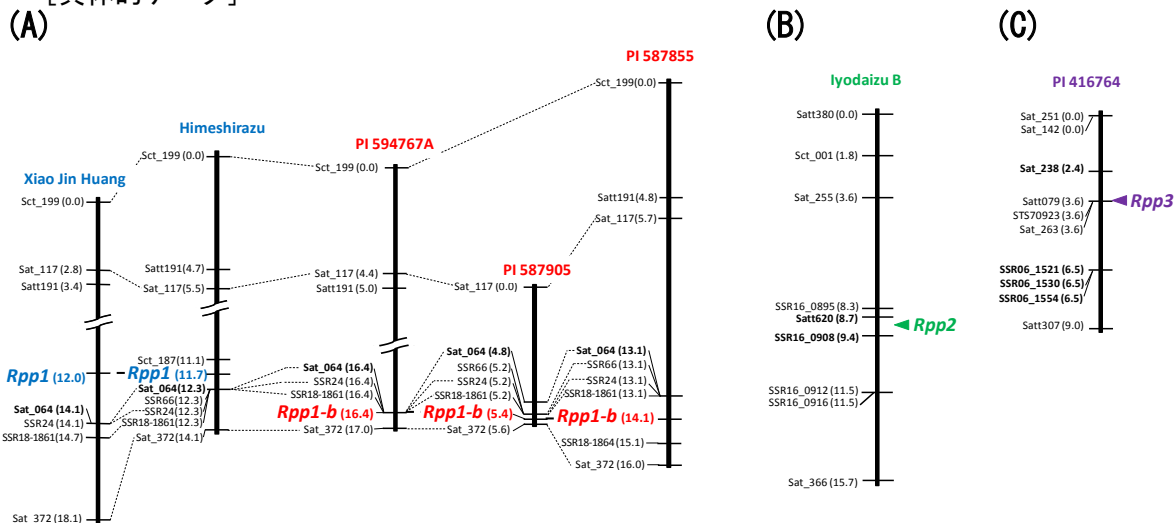 ［具体的データ］
(A)
Xiao Jin Huang
Sct_199 (0.0)
Sat_117 (2.8)
Satt191 (3.4)
Rpp1 (12.0)
Sat_064 (14.1)
SSR24 (14.1)
SSR18-1861 (14.7)
Sat_372 (18.1)
Himeshirazu
Sct_199 (0.0)
Satt191 (4.7)
Sat_117 (5.5)
Sct_187 (11.1)
Rpp1 (11.7)
Sat_064 (12.3)
SSR66 (12.3)
SSR24 (12.3)
SSR18-1861 (12.3)
Sat_372 (14.1)
PI 594767A
Sct_199 (0.0)
Sat_117 (4.4)
Satt191 (5.0)
Sat_064 (16.4)
SSR24 (16.4)
SSR18-1861 (16.4)
Rpp1-b (16.4)
Sat_372 (17.0)
PI 587905
Sat_117 (0.0)
Sat_064 (4.8)
SSR66 (5.2)
SSR24 (5.2)
SSR18-1861 (5.2)
Rpp1-b (5.4)
Sat_372 (5.6)
PI 587855
Sct_199(0.0)
Satt191 (4.8)
Sat_117(5.7)
Sat_064 (13.1)
SSR66 (13.1)
SSR24 (13.1)
SSR18-1861 (13.1)
Rpp1-b (14.1)
SSR18-1864 (15.1)
Sat_372 (16.0)
(B)
Iyodaizu B
Satt380 (0.0)
Sct_001 (1.8)
Sat_255 (3.6)
SSR16_0895 (8.3)
Satt620 (8.7)
Rpp2
SSR16_0908 (9.4)
SSR16_0912 (11.5)
SSR16_0916 (11.5)
Sat_366 (15.7)
(C)
PI 416764
Sat_251 (0.0)
Sat_142 (0.0)
Sat_238 (2.4)
Satt079 (3.6)
Rpp3
STS70923 (3.6)
Sat_263 (3.6)
SSR06_1521 (6.5)
SSR06_1530 (6.5)
SSR06_1554 (6.5)
Satt307 (9.0)